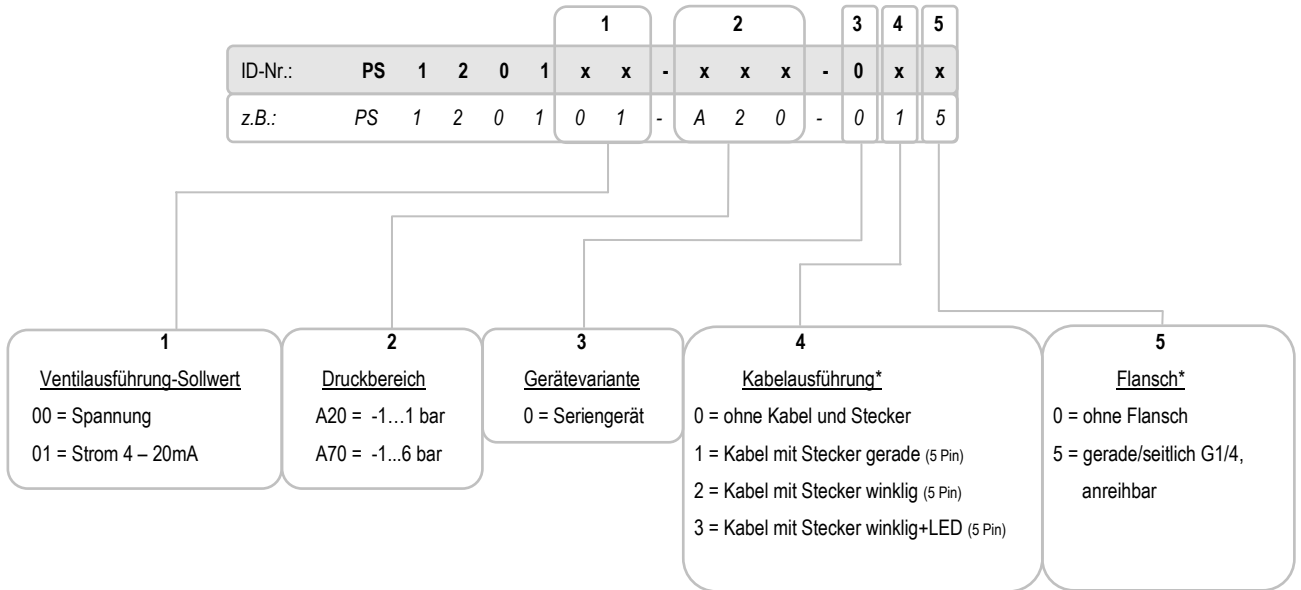 1 2 3 4 5
ID-Nr.: PS 1 2 0 1 x x - x x x - 0 x x
z.B.: PS 1 2 0 1 0 1 - A 2 0 - 0 1 5
1
Ventilausführung-Sollwert
00 = Spannung
01 = Strom 4 – 20mA
2
Druckbereich
A20 = -1…1 bar
A70 = -1...6 bar
3
Gerätevariante
0 = Seriengerät
4
Kabelausführung*
0 = ohne Kabel und Stecker
1 = Kabel mit Stecker gerade (5 Pin)
2 = Kabel mit Stecker winklig (5 Pin)
3 = Kabel mit Stecker winklig+LED (5 Pin)
5
Flansch*
0 = ohne Flansch
5 = gerade/seitlich G1/4,
anreihbar